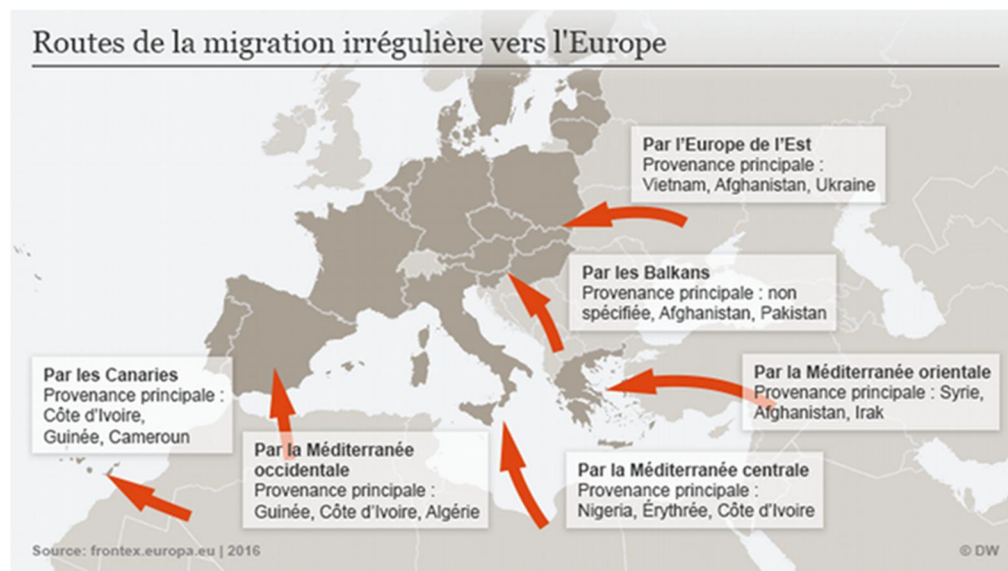 Routes de la migration irrégulière vers l'Europe
Par l'Europe de l'Est
Provenance principale :
Vietnam, Afghanistan, Ukraine
Par les Balkans
Provenance principale : non
spécifiée, Afghanistan, Pakistan
Par la Méditerranée orientale
Provenance principale : Syrie,
Afghanistan, Irak
Par les Canaries
Provenance principale :
Côte d'Ivoire,
Guinée, Cameroun
Par la Méditerranée
occidentale
Provenance principale :
Guinée, Côte d'Ivoire, Algérie
Par la Méditerranée centrale
Provenance principale :
Nigeria, Érythrée, Côte d'Ivoire
Source: frontex.europa.eu | 2016
© DW